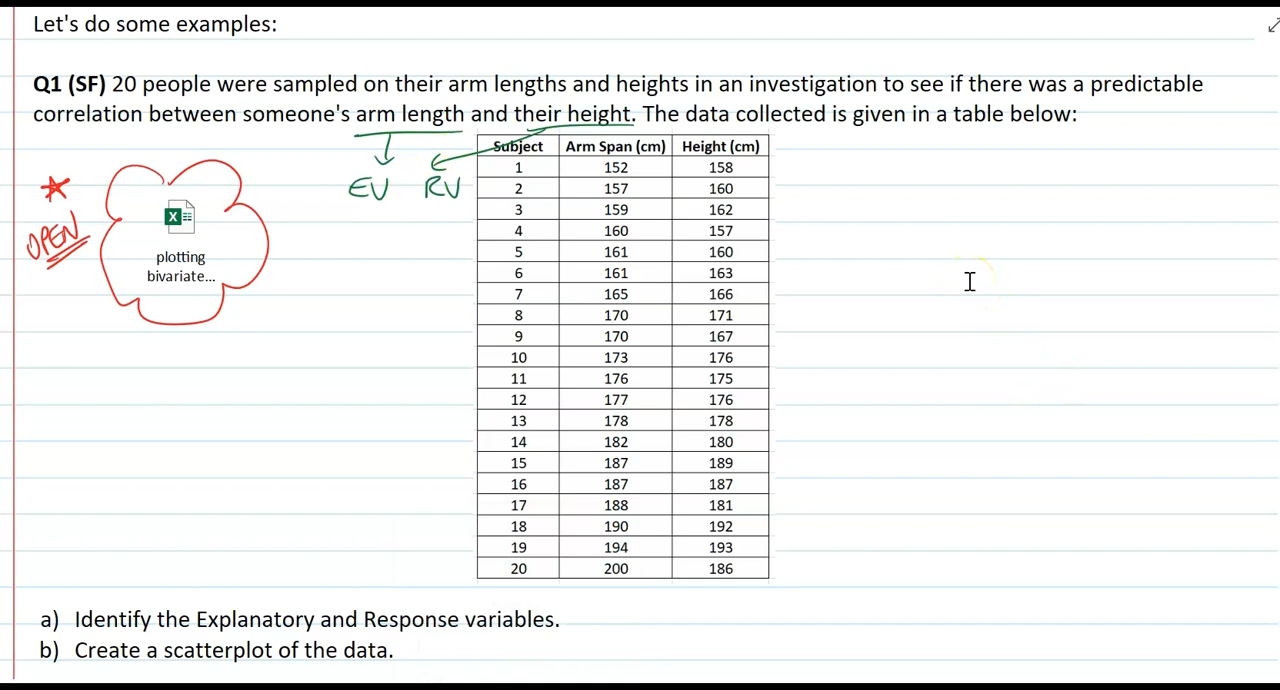 Let's do some examples:
Q1 (SF) 20 people were sampled on their arm lengths and heights in an investigation to see if there was a predictable
correlation between someone's arm length and their height. The data collected is given in a table below:
EV RV
OPEN
plotting
bivariate...
Subject Arm Span (cm) Height (cm)
1 152 158
2 157 160
3 159 162
4 160 157
5 161 160
6 161 163
7 165 166
8 170 171
9 170 167
10 173 176
11 176 175
12 177 176
13 178 178
14 182 180
15 187 189
16 187 187
17 188 181
18 190 192
19 194 193
20 200 186
a) Identify the Explanatory and Response variables.
b) Create a scatterplot of the data.